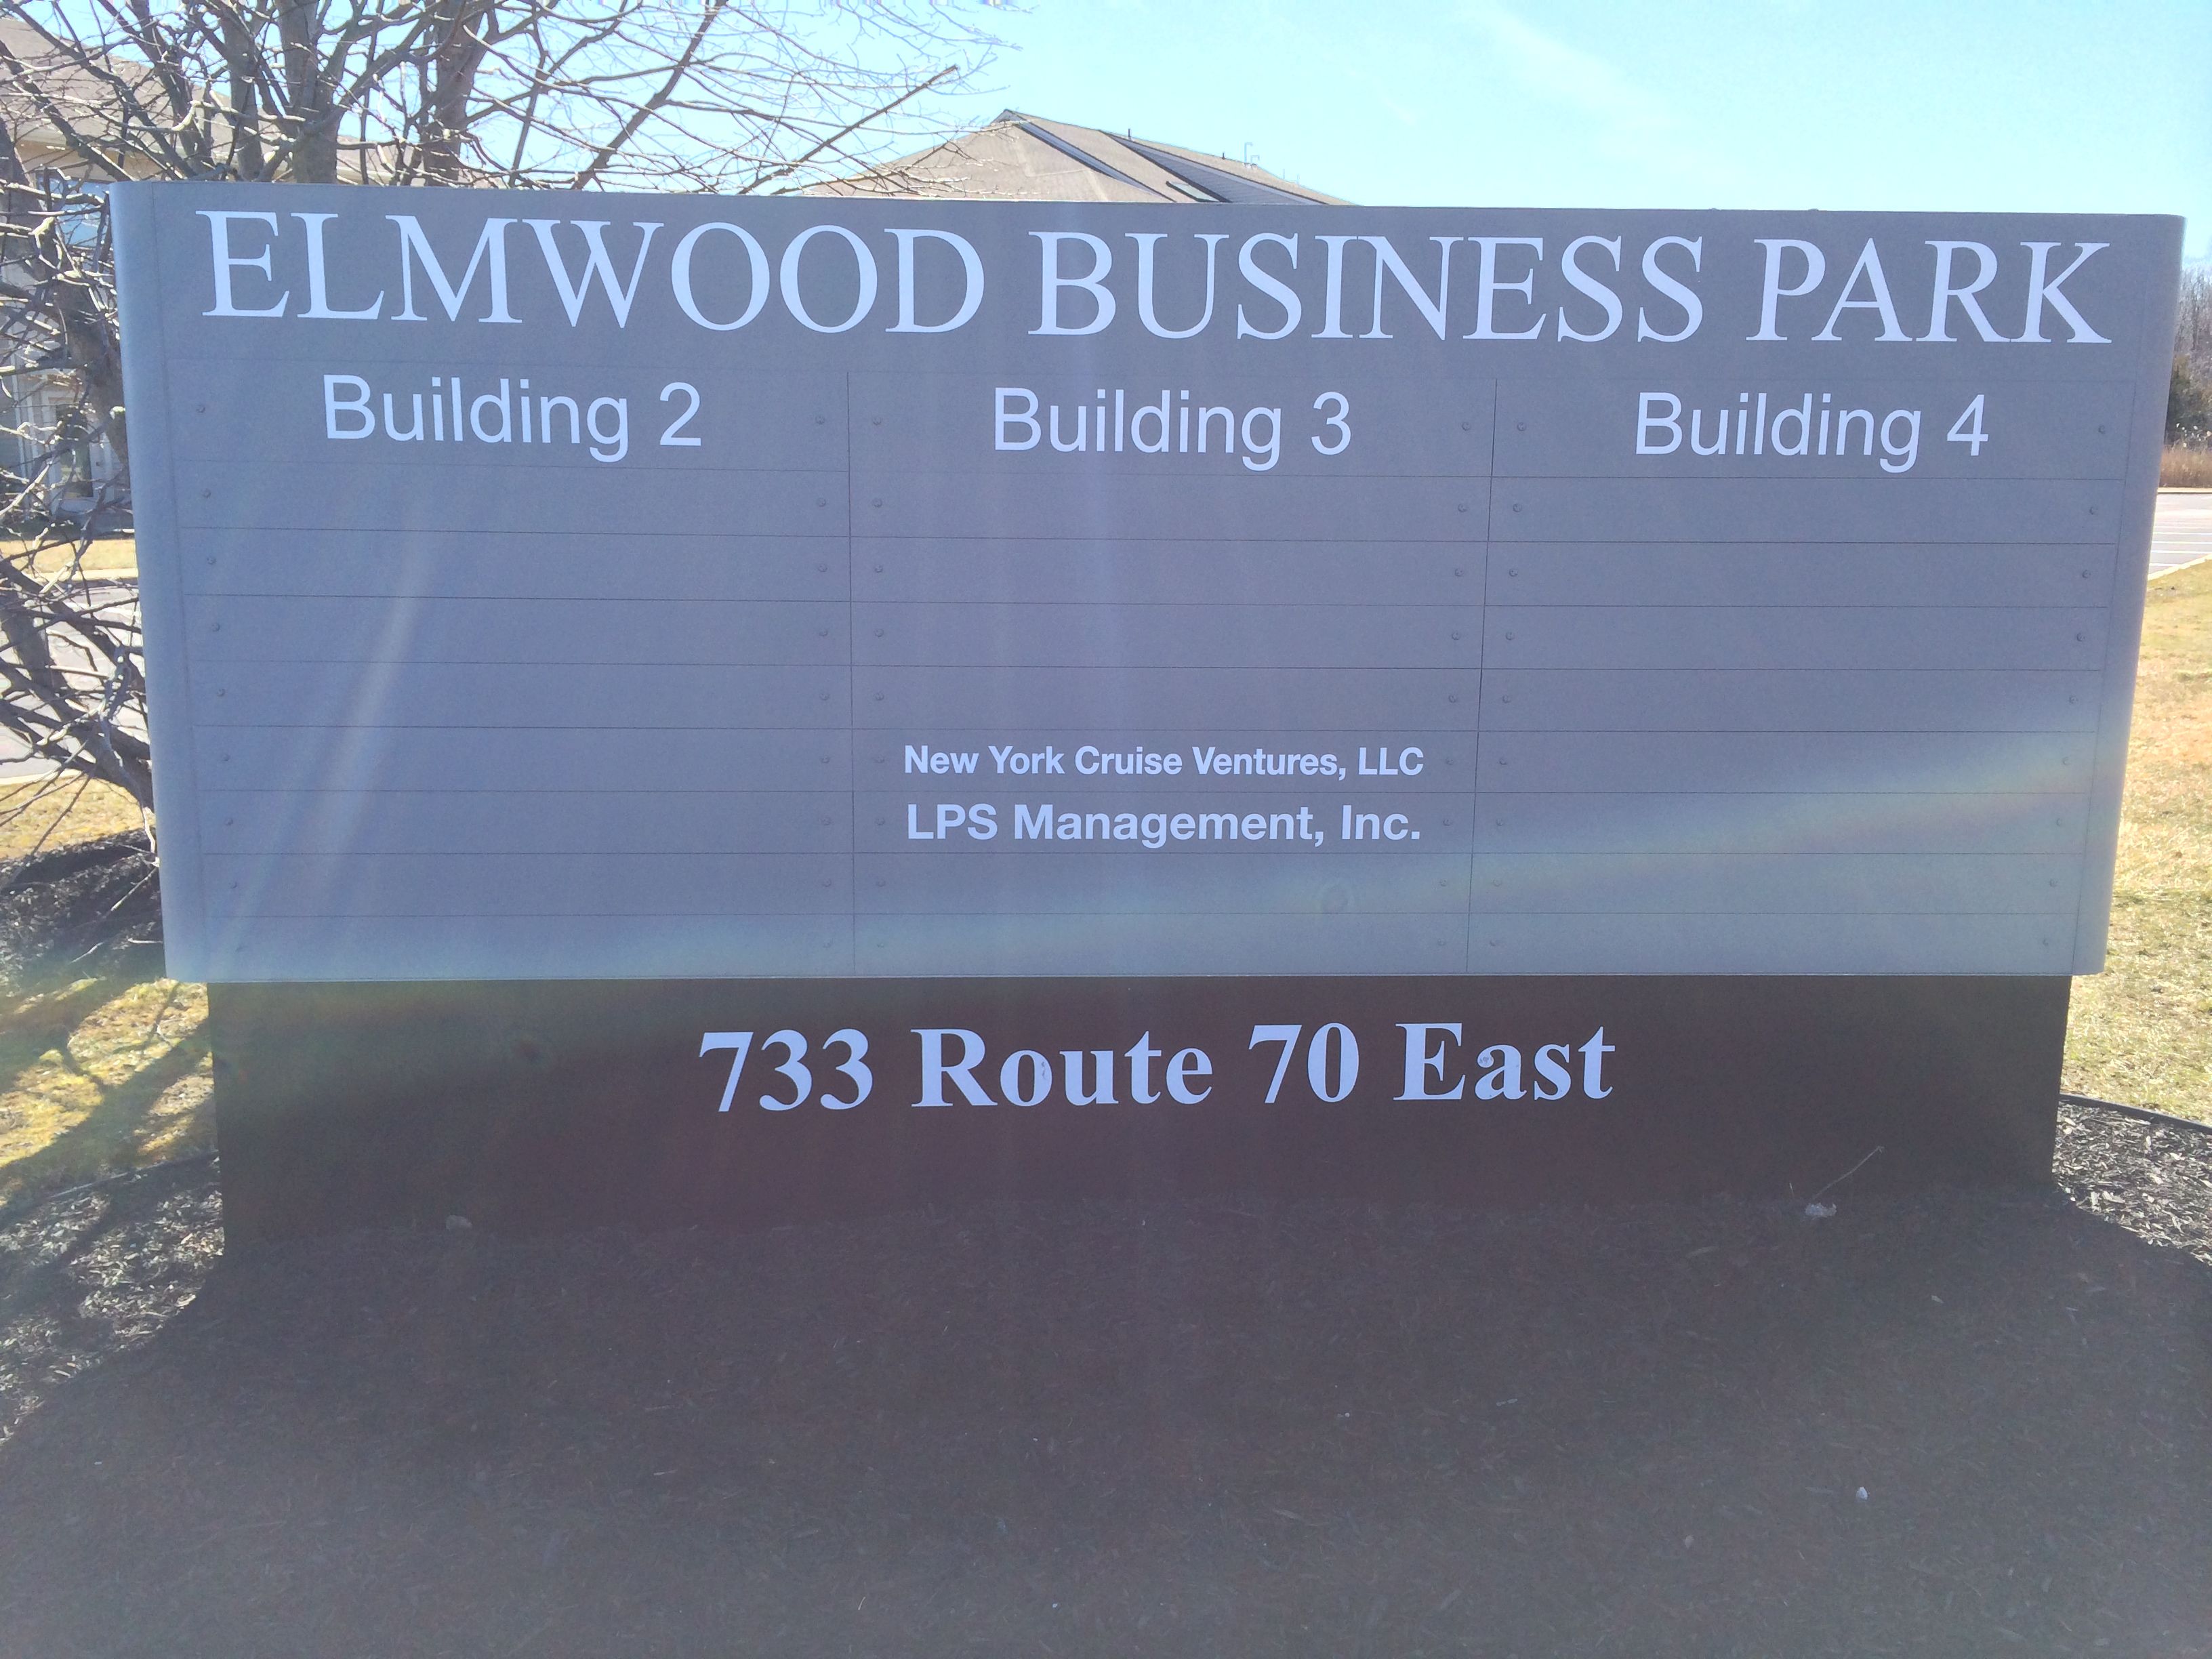 ELMWOOD BUSINESS PARK
Building 2 Building 3 Building 4
New York Cruise Ventures, LLC
LPS Management, Inc.
733 Route 70 East